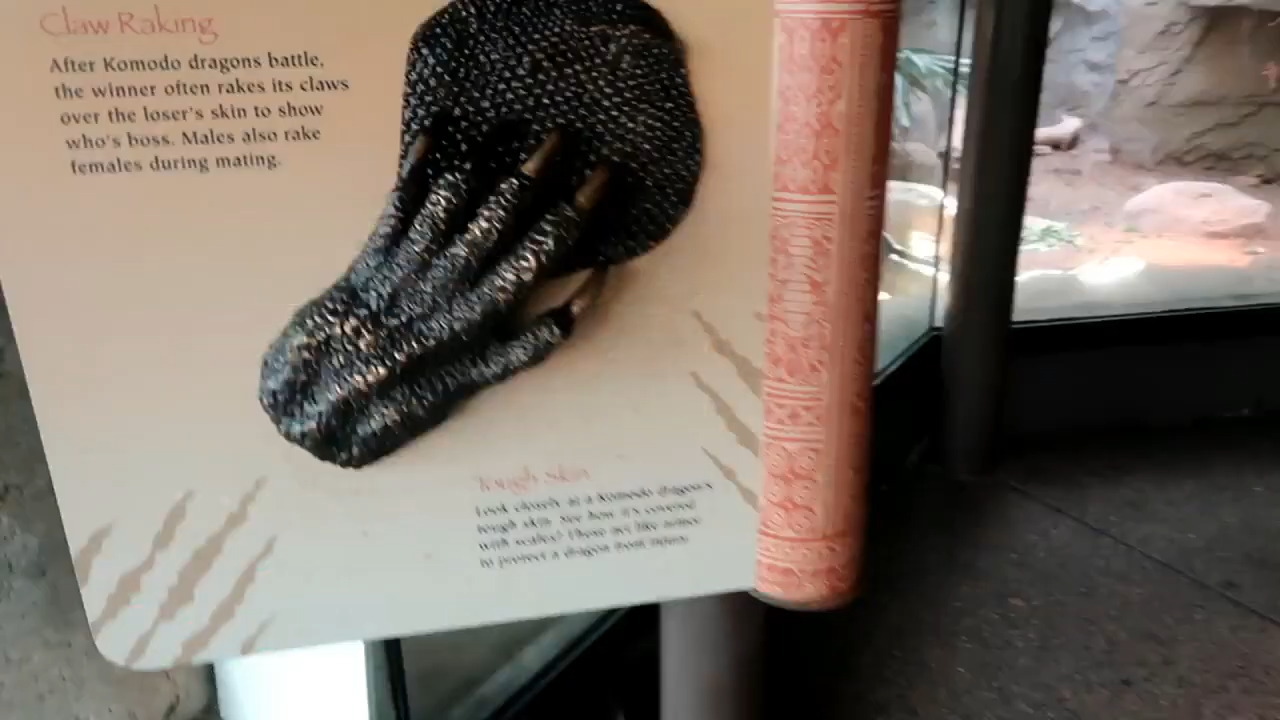 Claw Raking
After Komodo dragons battle,
the winner often rakes its claws
over the loser's skin to show
who's boss. Males also rake
females during mating.
Tough Skin
Look closely at a Komodo dragon's
tough skin. See how it's covered
with scales? These act like armor
to protect a dragon from injury.